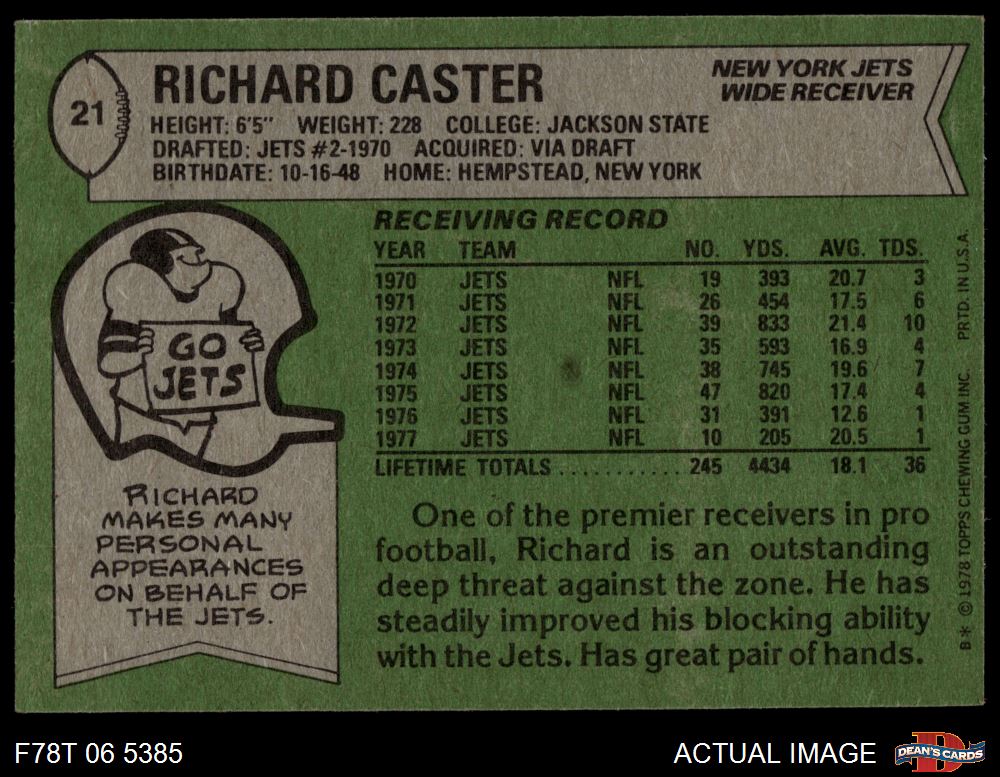 21
RICHARD CASTER
NEW YORK JETS
WIDE RECEIVER
HEIGHT: 6'5" WEIGHT: 228 COLLEGE: JACKSON STATE
DRAFTED: JETS #2-1970 ACQUIRED: VIA DRAFT
BIRTHDATE: 10-16-48 HOME: HEMPSTEAD, NEW YORK
GO
JETS
RICHARD
MAKES MANY
PERSONAL
APPEARANCES
ON BEHALF OF
THE JETS.
RECEIVING RECORD
YEAR TEAM NO. YDS. AVG. TDS.
1970 JETS NFL 19 393 20.7 3
1971 JETS NFL 26 454 17.5 6
1972 JETS NFL 39 833 21.4 10
1973 JETS NFL 35 593 16.9 4
1974 JETS NFL 38 745 19.6 7
1975 JETS NFL 47 820 17.4 4
1976 JETS NFL 31 391 12.6 1
1977 JETS NFL 10 205 20.5 1
LIFETIME TOTALS . . . . . . . . . . . 245 4434 18.1 36
One of the premier receivers in pro
football, Richard is an outstanding
deep threat against the zone. He has
steadily improved his blocking ability
with the Jets. Has great pair of hands.
B* © 1978 TOPPS CHEWING GUM INC. PRTD. IN U.S.A.
F78T 06 5385
ACTUAL IMAGE
D
DEAN'S CARDS